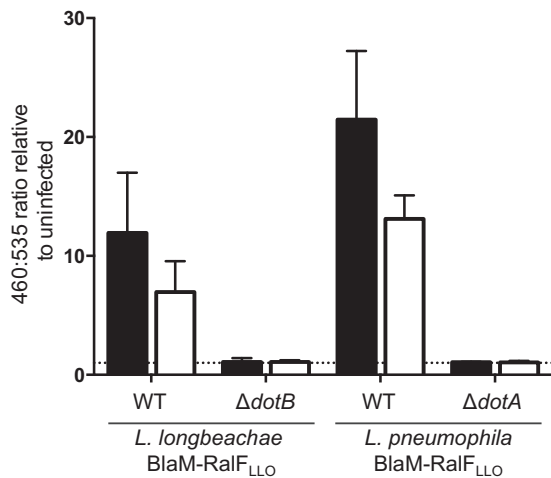 460:535 ratio relative
to uninfected
30
20
10
0
WT ΔdotB WT ΔdotA
L. longbeachae L. pneumophila
BlaM-RalFLLO BlaM-RalFLLO